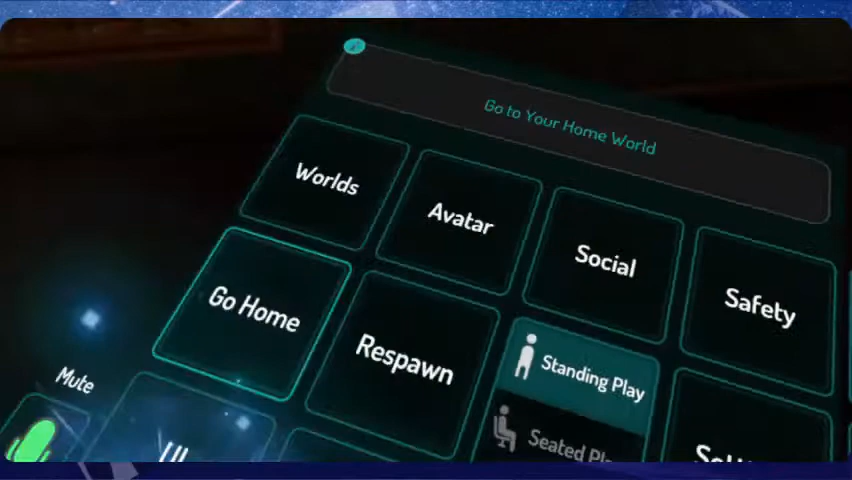 Go to Your Home World
Worlds
Avatar
Social
Safety
Go Home
Respawn
Standing Play
Mute